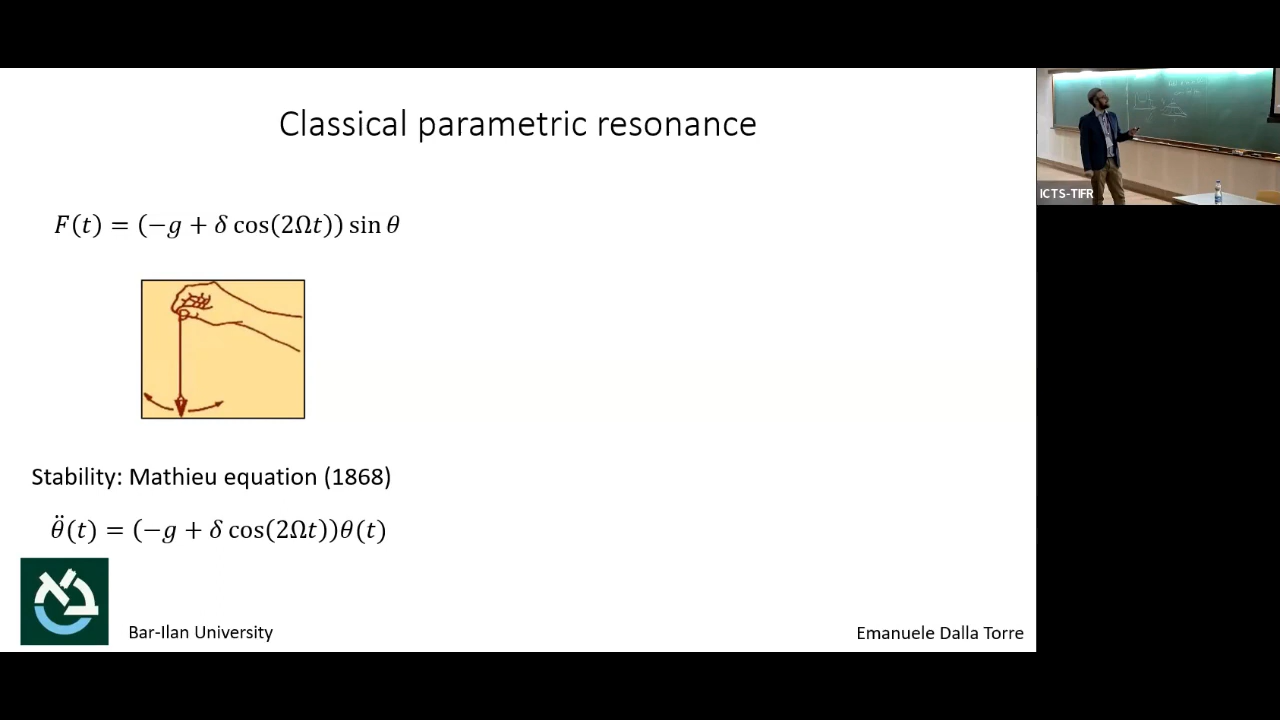 Classical parametric resonance
F(t) = (−g + δ cos(2Ωt)) sin θ
Stability: Mathieu equation (1868)
θ̈(t) = (−g + δ cos(2Ωt))θ(t)
Bar-Ilan University
Emanuele Dalla Torre
ICTS-TIFR